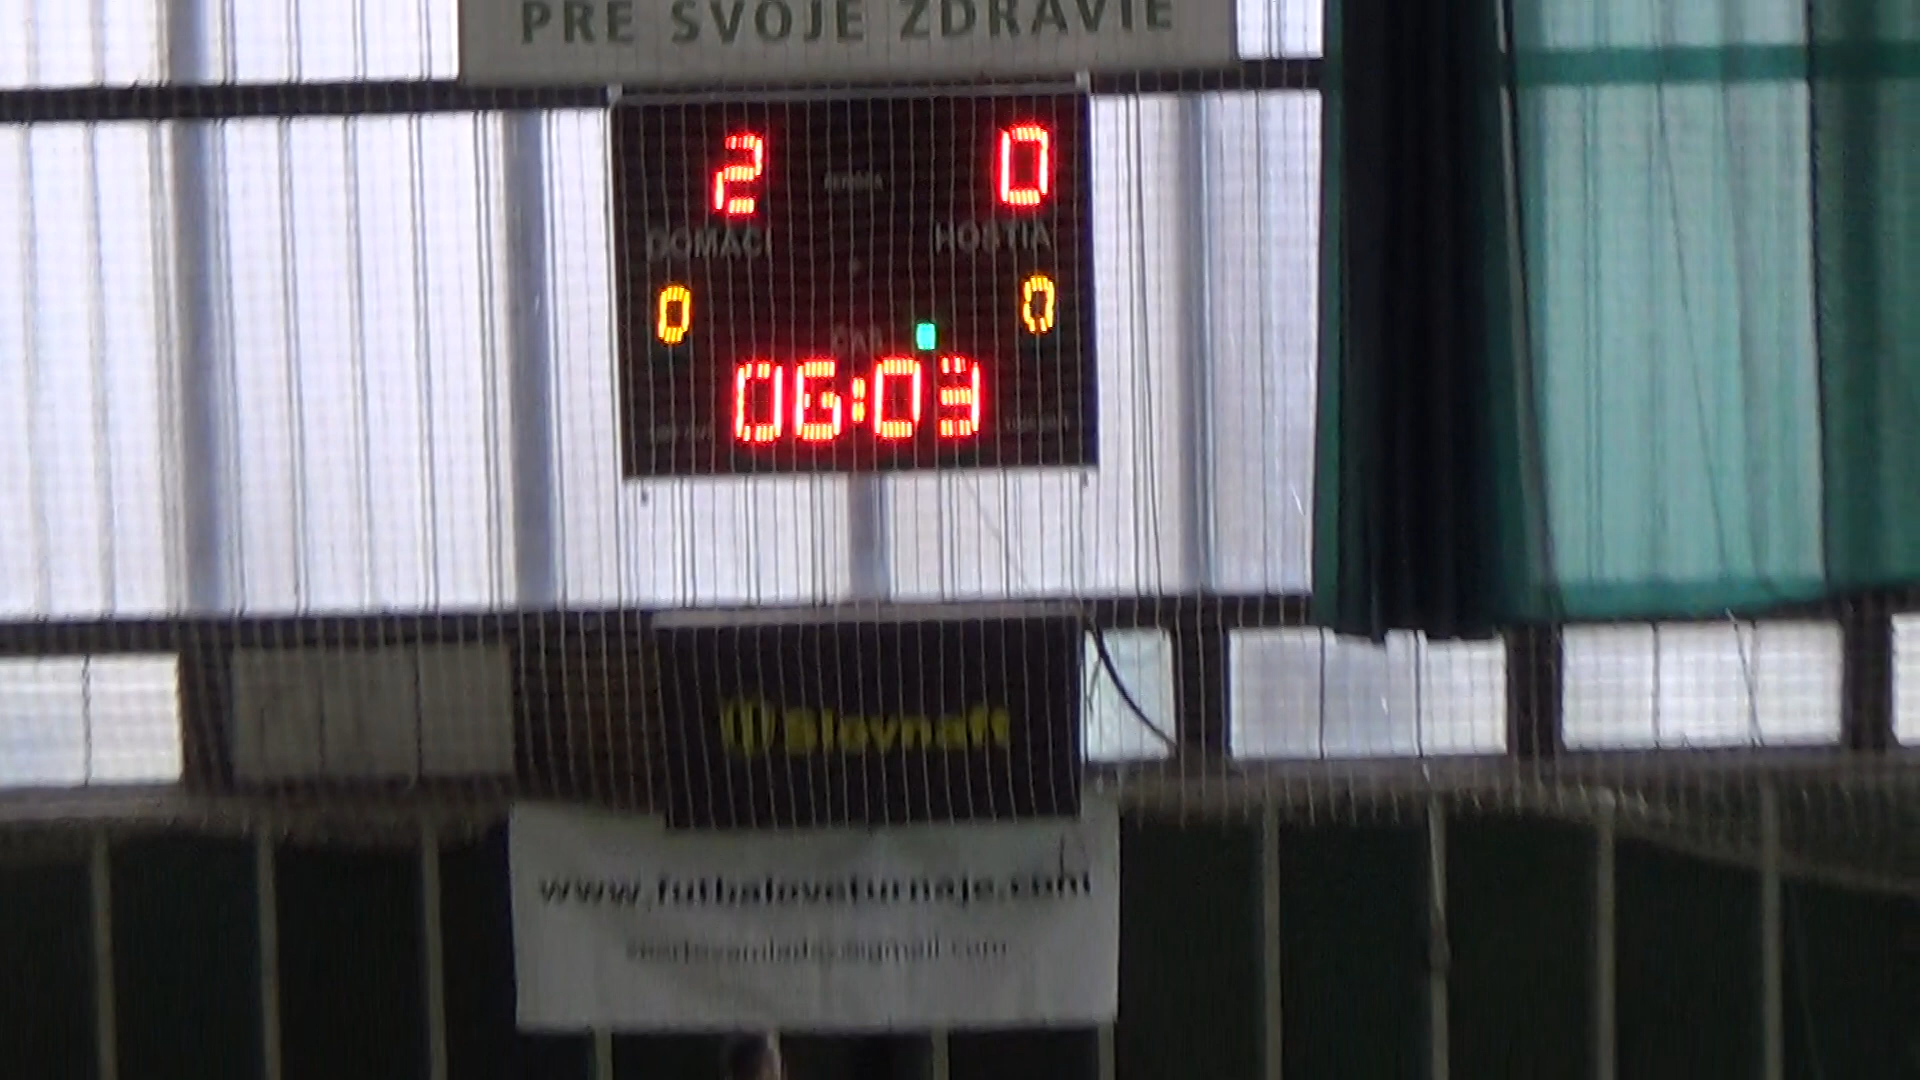 PRE SVOJE ZDRAVIE
2 0
DOMÁCI HOSTIA
0 0
06:03
Slovnaft
www.futbaloveturnaje.com